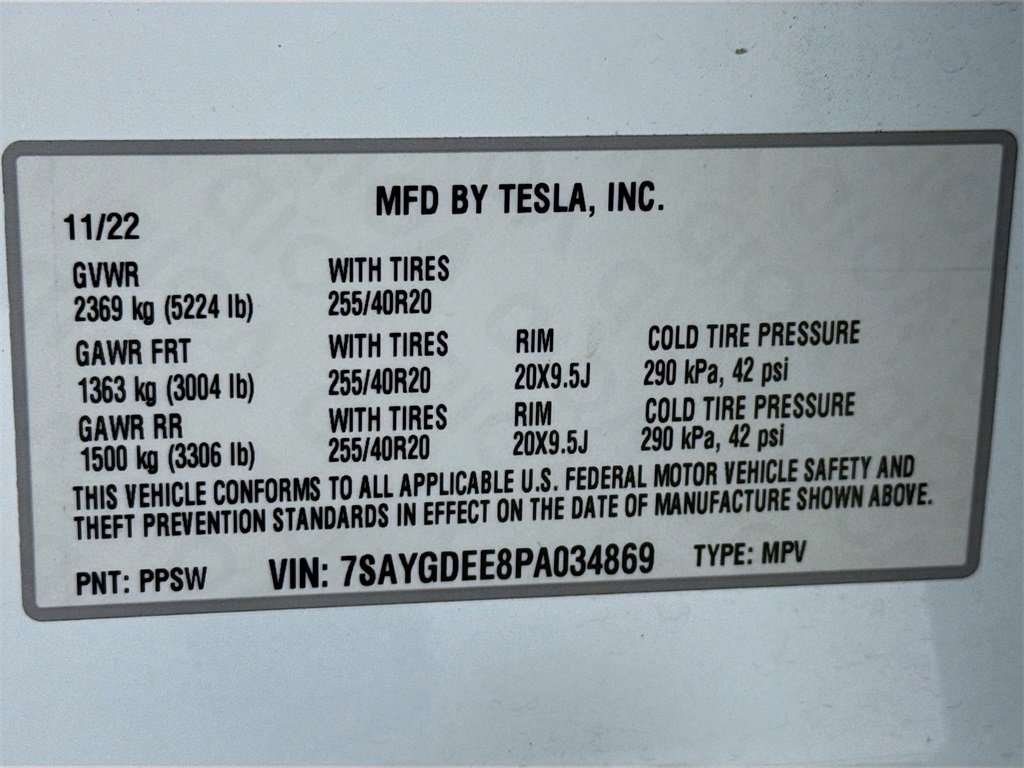 MFD BY TESLA, INC.
11/22
GVWR WITH TIRES
2369 kg (5224 lb) 255/40R20
GAWR FRT WITH TIRES RIM COLD TIRE PRESSURE
1363 kg (3004 lb) 255/40R20 20X9.5J 290 kPa, 42 psi
GAWR RR WITH TIRES RIM COLD TIRE PRESSURE
1500 kg (3306 lb) 255/40R20 20X9.5J 290 kPa, 42 psi
THIS VEHICLE CONFORMS TO ALL APPLICABLE U.S. FEDERAL MOTOR VEHICLE SAFETY AND
THEFT PREVENTION STANDARDS IN EFFECT ON THE DATE OF MANUFACTURE SHOWN ABOVE.
PNT: PPSW VIN: 7SAYGDEE8PA034869 TYPE: MPV